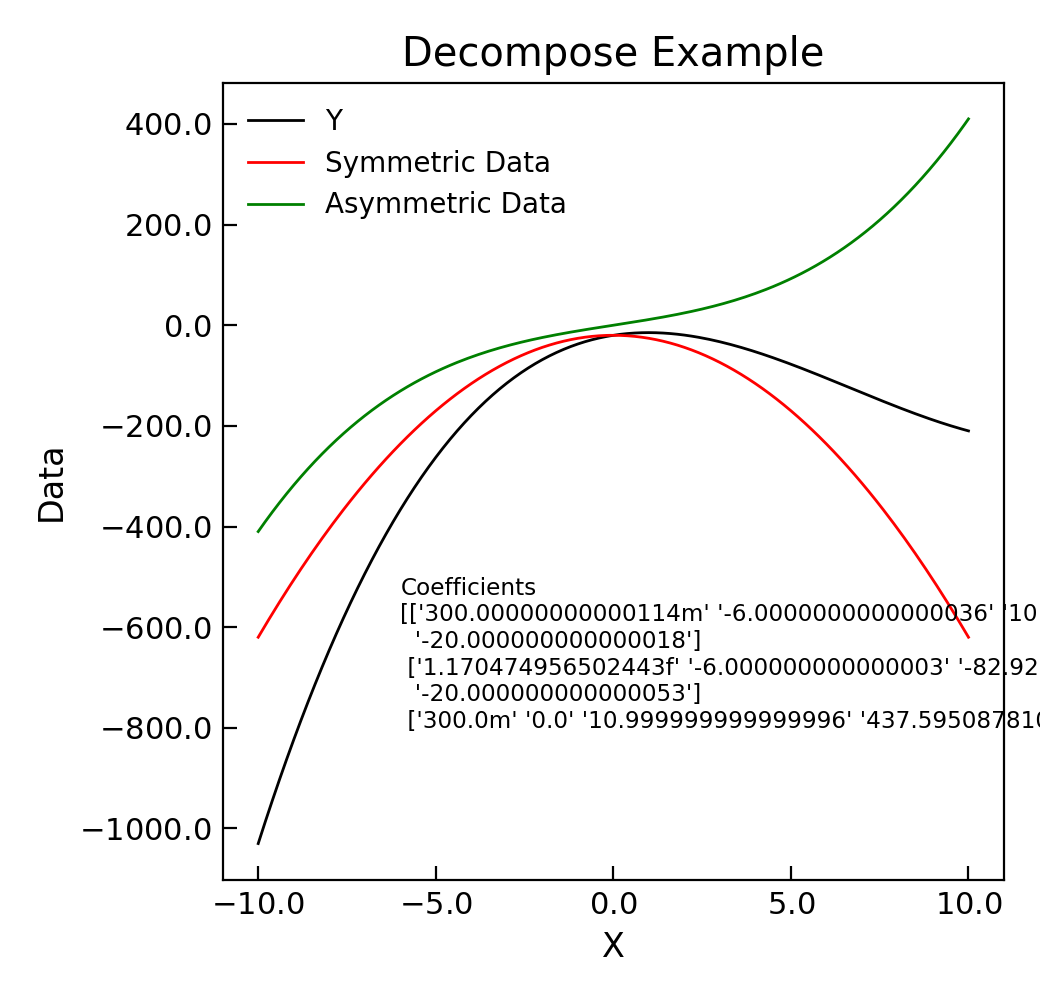 Decompose Example
400.0
200.0
0.0
−200.0
−400.0
−600.0
−800.0
−1000.0
Data
Y
Symmetric Data
Asymmetric Data
Coefficients
[['300.00000000000114m' '-6.0000000000000036' '10
'-20.000000000000018']
['1.170474956502443f' '-6.000000000000003' '-82.92
'-20.000000000000053']
['300.0m' '0.0' '10.999999999999996' '437.595087810
−10.0
−5.0
0.0
5.0
10.0
X